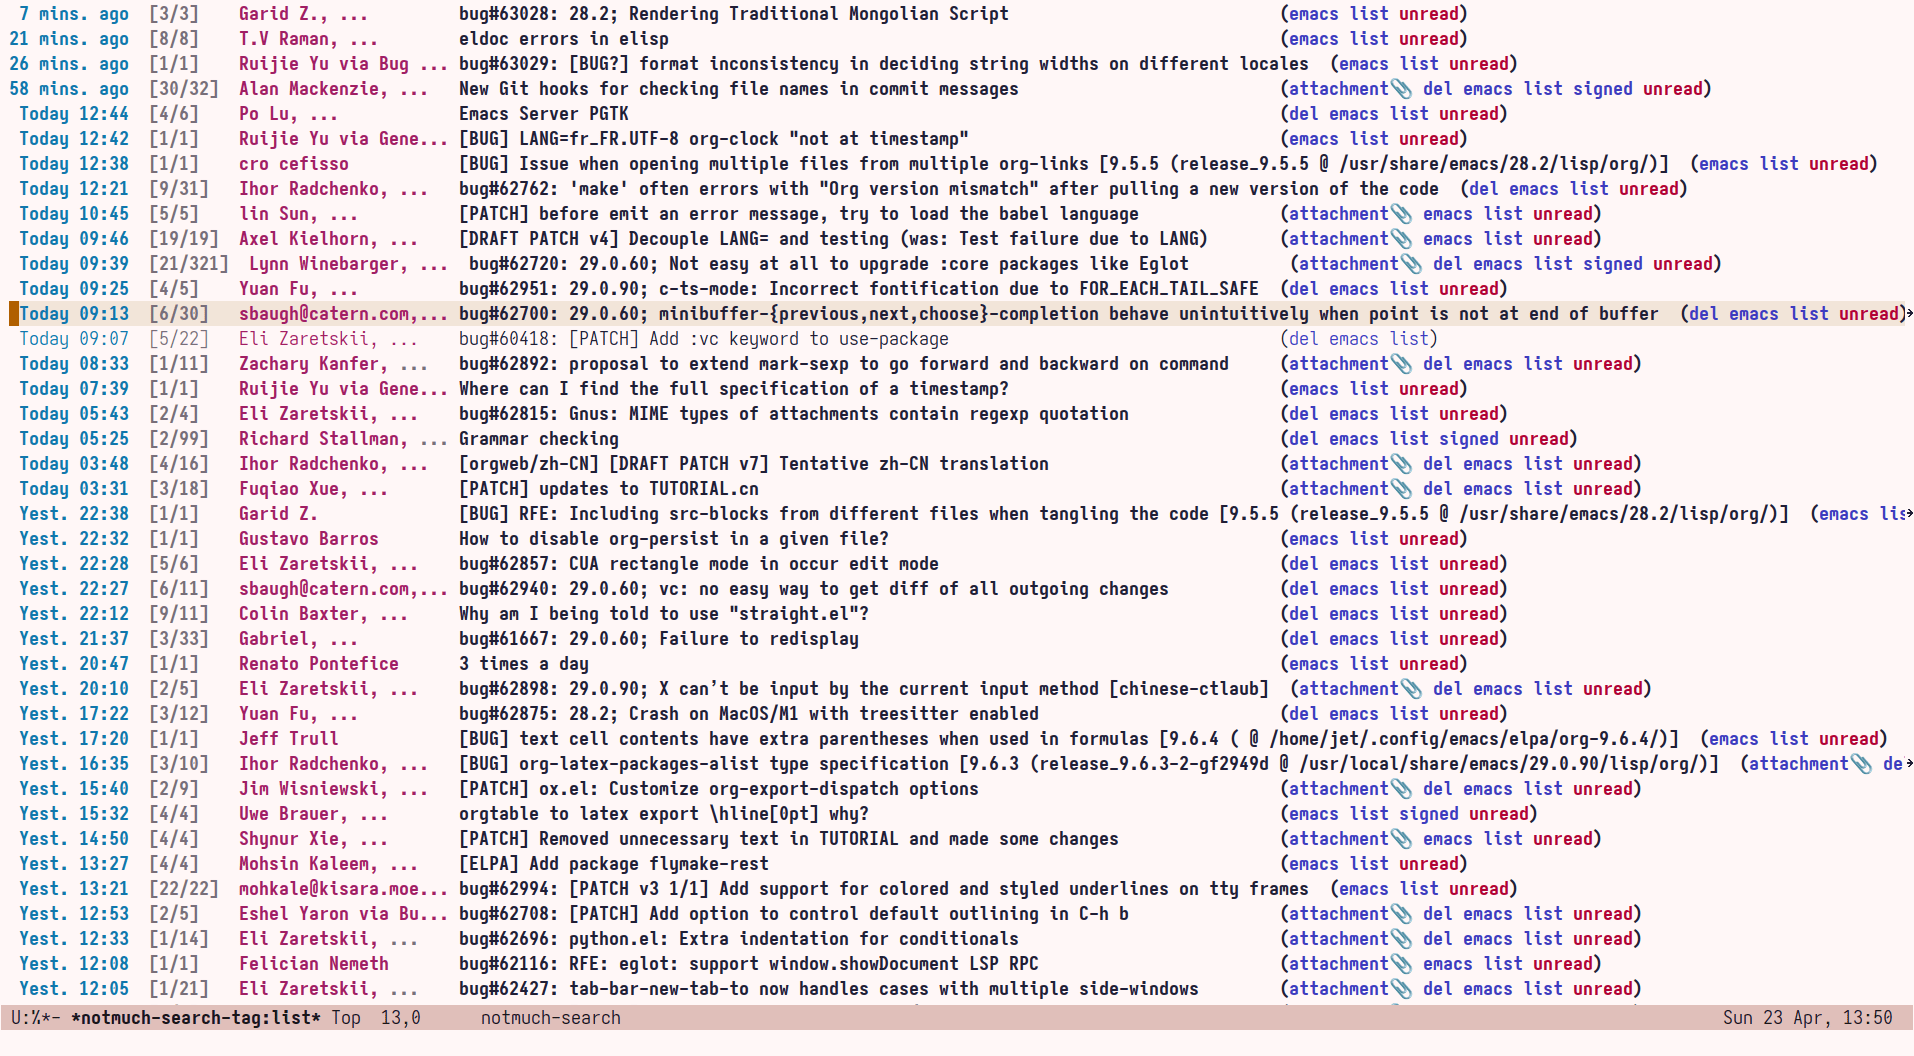 7 mins. ago [3/3] Garid Z., ... bug#63028: 28.2; Rendering Traditional Mongolian Script (emacs list unread)
21 mins. ago [8/8] T.V Raman, ... eldoc errors in elisp (emacs list unread)
26 mins. ago [1/1] Ruijie Yu via Bug ... bug#63029: [BUG?] format inconsistency in deciding string widths on different locales (emacs list unread)
58 mins. ago [30/32] Alan Mackenzie, ... New Git hooks for checking file names in commit messages (attachment📎 del emacs list signed unread)
Today 12:44 [4/6] Po Lu, ... Emacs Server PGTK (del emacs list unread)
Today 12:42 [1/1] Ruijie Yu via Gene... [BUG] LANG=fr_FR.UTF-8 org-clock "not at timestamp" (emacs list unread)
Today 12:38 [1/1] cro cefisso [BUG] Issue when opening multiple files from multiple org-links [9.5.5 (release_9.5.5 @ /usr/share/emacs/28.2/lisp/org/)] (emacs list unread)
Today 12:21 [9/31] Ihor Radchenko, ... bug#62762: 'make' often errors with "Org version mismatch" after pulling a new version of the code (del emacs list unread)
Today 10:45 [5/5] lin Sun, ... [PATCH] before emit an error message, try to load the babel language (attachment📎 emacs list unread)
Today 09:46 [19/19] Axel Kielhorn, ... [DRAFT PATCH v4] Decouple LANG= and testing (was: Test failure due to LANG) (attachment📎 emacs list unread)
Today 09:39 [21/321] Lynn Winebarger, ... bug#62720: 29.0.60; Not easy at all to upgrade :core packages like Eglot (attachment📎 del emacs list signed unread)
Today 09:25 [4/5] Yuan Fu, ... bug#62951: 29.0.90; c-ts-mode: Incorrect fontification due to FOR_EACH_TAIL_SAFE (del emacs list unread)
Today 09:13 [6/30] sbaugh@catern.com,... bug#62700: 29.0.60; minibuffer-{previous,next,choose}-completion behave unintuitively when point is not at end of buffer (del emacs list unread)
Today 09:07 [5/22] Eli Zaretskii, ... bug#60418: [PATCH] Add :vc keyword to use-package (del emacs list)
Today 08:33 [1/11] Zachary Kanfer, ... bug#62892: proposal to extend mark-sexp to go forward and backward on command (attachment📎 del emacs list unread)
Today 07:39 [1/1] Ruijie Yu via Gene... Where can I find the full specification of a timestamp? (emacs list unread)
Today 05:43 [2/4] Eli Zaretskii, ... bug#62815: Gnus: MIME types of attachments contain regexp quotation (del emacs list unread)
Today 05:25 [2/99] Richard Stallman, ... Grammar checking (del emacs list signed unread)
Today 03:48 [4/16] Ihor Radchenko, ... [orgweb/zh-CN] [DRAFT PATCH v7] Tentative zh-CN translation (attachment📎 del emacs list unread)
Today 03:31 [3/18] Fuqiao Xue, ... [PATCH] updates to TUTORIAL.cn (attachment📎 del emacs list unread)
Yest. 22:38 [1/1] Garid Z. [BUG] RFE: Including src-blocks from different files when tangling the code [9.5.5 (release_9.5.5 @ /usr/share/emacs/28.2/lisp/org/)] (emacs lis
Yest. 22:32 [1/1] Gustavo Barros How to disable org-persist in a given file? (emacs list unread)
Yest. 22:28 [5/6] Eli Zaretskii, ... bug#62857: CUA rectangle mode in occur edit mode (del emacs list unread)
Yest. 22:27 [6/11] sbaugh@catern.com,... bug#62940: 29.0.60; vc: no easy way to get diff of all outgoing changes (del emacs list unread)
Yest. 22:12 [9/11] Colin Baxter, ... Why am I being told to use "straight.el"? (del emacs list unread)
Yest. 21:37 [3/33] Gabriel, ... bug#61667: 29.0.60; Failure to redisplay (del emacs list unread)
Yest. 20:47 [1/1] Renato Pontefice 3 times a day (emacs list unread)
Yest. 20:10 [2/5] Eli Zaretskii, ... bug#62898: 29.0.90; X can’t be input by the current input method [chinese-ctlaub] (attachment📎 del emacs list unread)
Yest. 17:22 [3/12] Yuan Fu, ... bug#62875: 28.2; Crash on MacOS/M1 with treesitter enabled (del emacs list unread)
Yest. 17:20 [1/1] Jeff Trull [BUG] text cell contents have extra parentheses when used in formulas [9.6.4 ( @ /home/jet/.config/emacs/elpa/org-9.6.4/)] (emacs list unread)
Yest. 16:35 [3/10] Ihor Radchenko, ... [BUG] org-latex-packages-alist type specification [9.6.3 (release_9.6.3-2-gf2949d @ /usr/local/share/emacs/29.0.90/lisp/org/)] (attachment📎 de
Yest. 15:40 [2/9] Jim Wisniewski, ... [PATCH] ox.el: Customize org-export-dispatch options (attachment📎 del emacs list unread)
Yest. 15:32 [4/4] Uwe Brauer, ... orgtable to latex export \hline[0pt] why? (emacs list signed unread)
Yest. 14:50 [4/4] Shynur Xie, ... [PATCH] Removed unnecessary text in TUTORIAL and made some changes (attachment📎 emacs list unread)
Yest. 13:27 [4/4] Mohsin Kaleem, ... [ELPA] Add package flymake-rest (emacs list unread)
Yest. 13:21 [22/22] mohkale@kisara.moe... bug#62994: [PATCH v3 1/1] Add support for colored and styled underlines on tty frames (emacs list unread)
Yest. 12:53 [2/5] Eshel Yaron via Bu... bug#62708: [PATCH] Add option to control default outlining in C-h b (attachment📎 del emacs list unread)
Yest. 12:33 [1/14] Eli Zaretskii, ... bug#62696: python.el: Extra indentation for conditionals (attachment📎 del emacs list unread)
Yest. 12:08 [1/1] Felician Nemeth bug#62116: RFE: eglot: support window.showDocument LSP RPC (attachment📎 emacs list unread)
Yest. 12:05 [1/21] Eli Zaretskii, ... bug#62427: tab-bar-new-tab-to now handles cases with multiple side-windows (attachment📎 del emacs list unread)
U:%*- *notmuch-search-tag:list* Top 13,0 notmuch-search Sun 23 Apr, 13:50